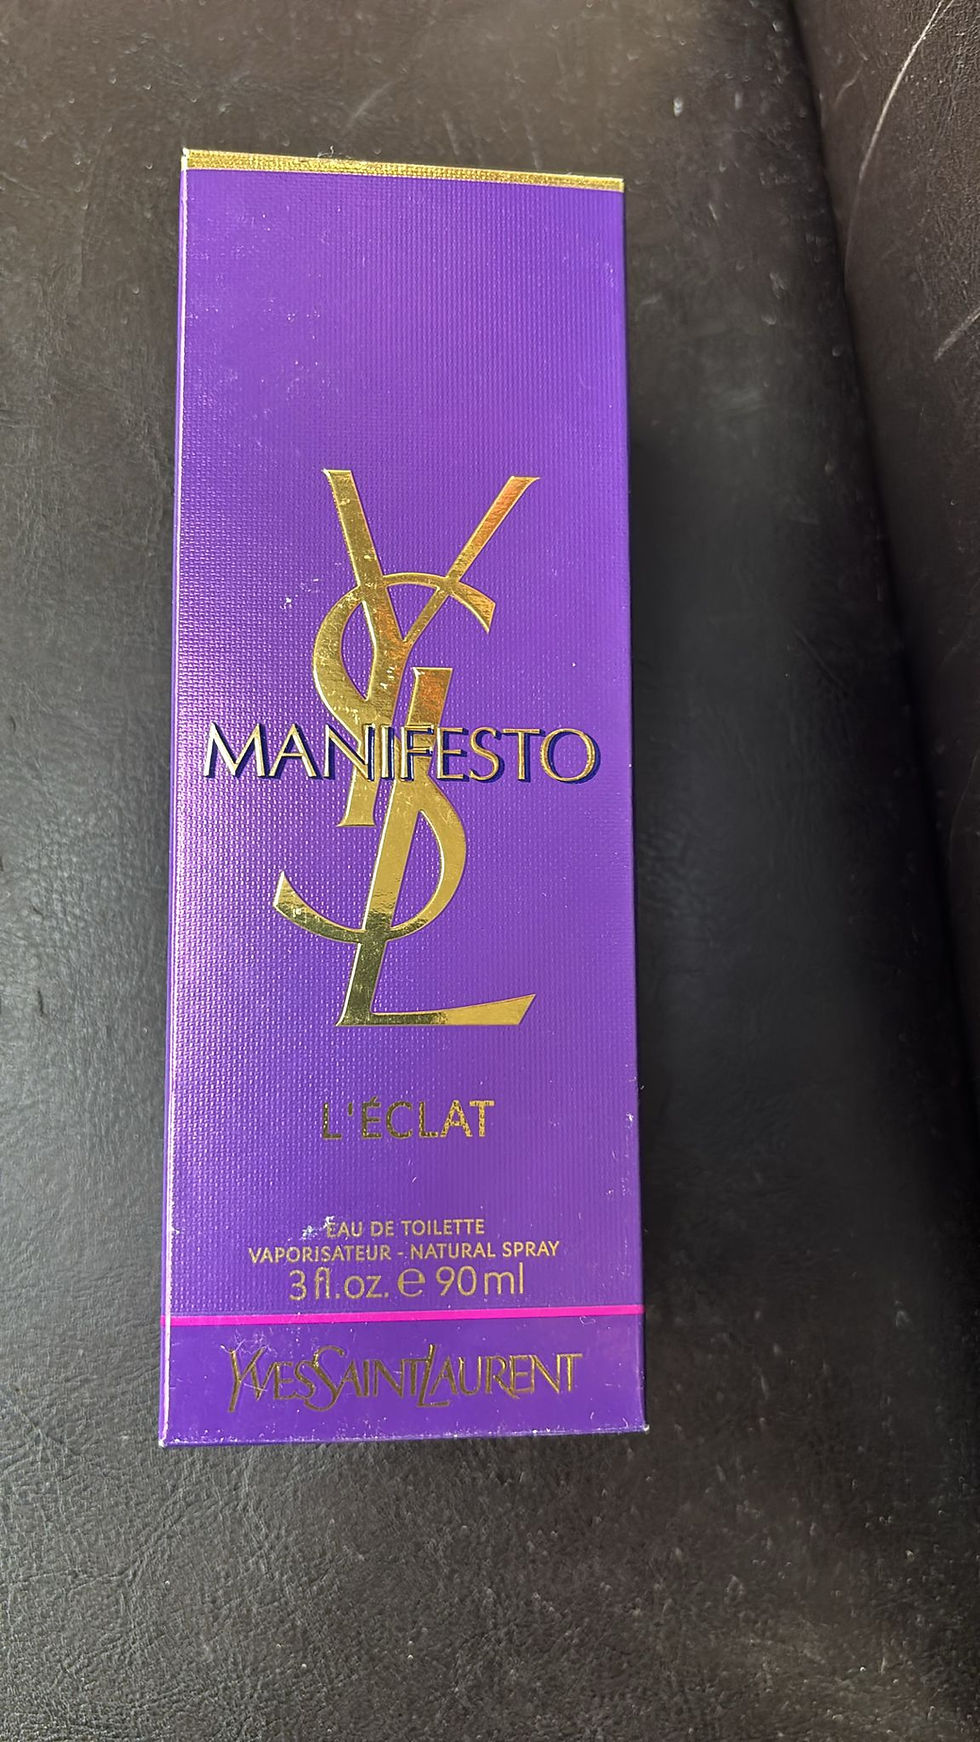 YSL
MANIFESTO
L'ÉCLAT
EAU DE TOILETTE
VAPORISATEUR - NATURAL SPRAY
3 fl.oz. e 90 ml
YVESSAINTLAURENT